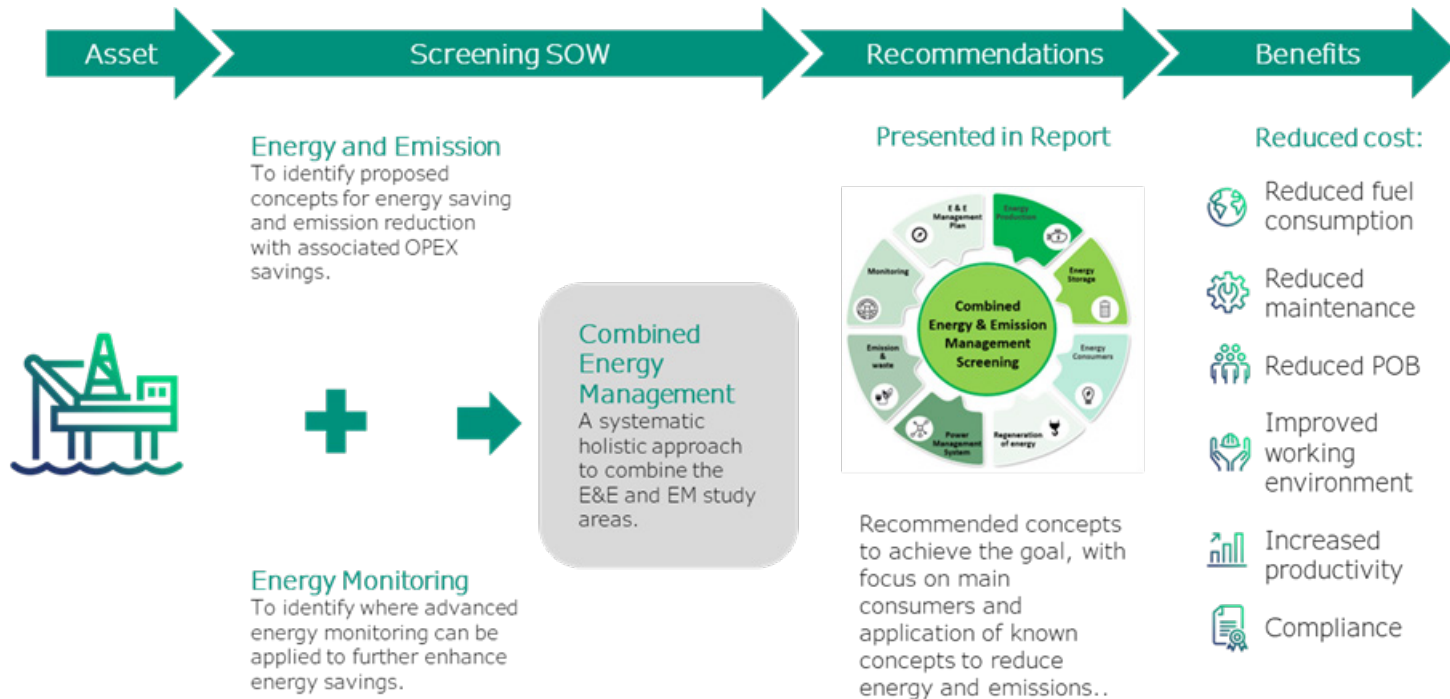 Asset
Screening SOW
Recommendations
Benefits
Energy and Emission
To identify proposed
concepts for energy saving
and emission reduction
with associated OPEX
savings.
Combined
Energy
Management
A systematic
holistic approach
to combine the
E&E and EM study
areas.
Energy Monitoring
To identify where advanced
energy monitoring can be
applied to further enhance
energy savings.
Presented in Report
E & E
Management
Plan
Energy
Production
Monitoring
Energy
Storage
Combined
Energy & Emission
Management
Screening
Emission
&
waste
Energy
Consumers
Power
Management
System
Regeneration
of energy
Recommended concepts
to achieve the goal, with
focus on main
consumers and
application of known
concepts to reduce
energy and emissions..
Reduced cost:
Reduced fuel
consumption
Reduced
maintenance
Reduced POB
Improved
working
environment
Increased
productivity
Compliance